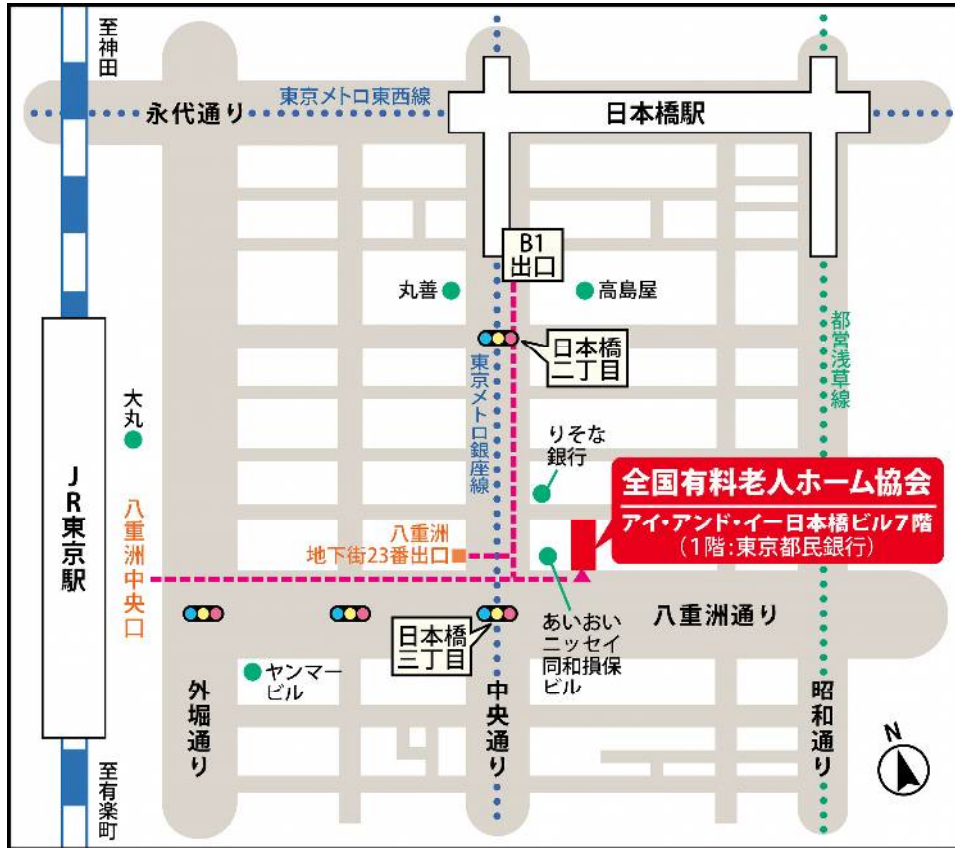 至神田
東京メトロ東西線
永代通り
日本橋駅
B1
出口
丸善
高島屋
日本橋
二丁目
東京メトロ銀座線
都営浅草線
大丸
りそな
銀行
JR東京駅
八重洲中央口
全国有料老人ホーム協会
アイ・アンド・イー日本橋ビル7階
(1階:東京都民銀行)
八重洲
地下街23番出口
八重洲通り
日本橋
三丁目
あいおい
ニッセイ
同和損保
ビル
ヤンマー
ビル
外堀通り
中央通り
昭和通り
N
至有楽町